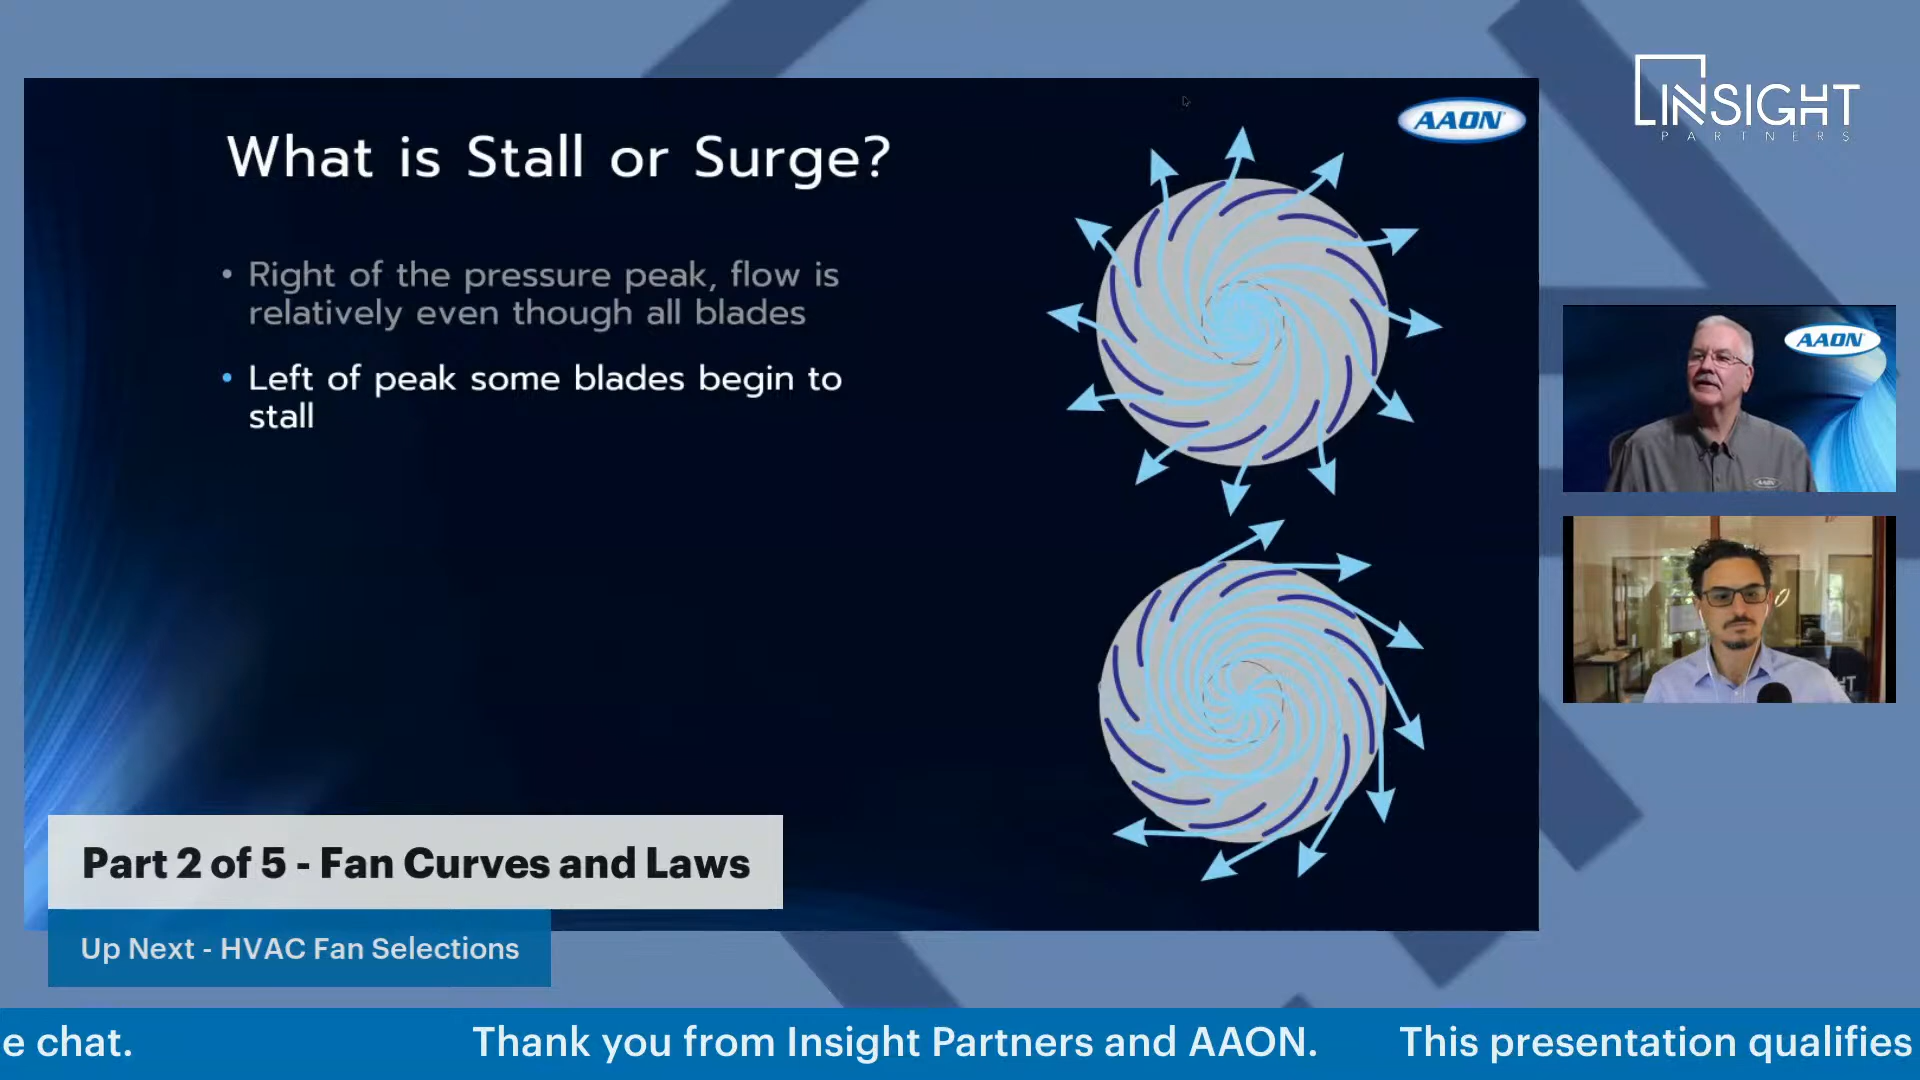 INSIGHT
PARTNERS
AAON
What is Stall or Surge?
• Right of the pressure peak, flow is
relatively even though all blades
• Left of peak some blades begin to
stall
AAON
AAON
Part 2 of 5 - Fan Curves and Laws
Up Next - HVAC Fan Selections
e chat. Thank you from Insight Partners and AAON. This presentation qualifies